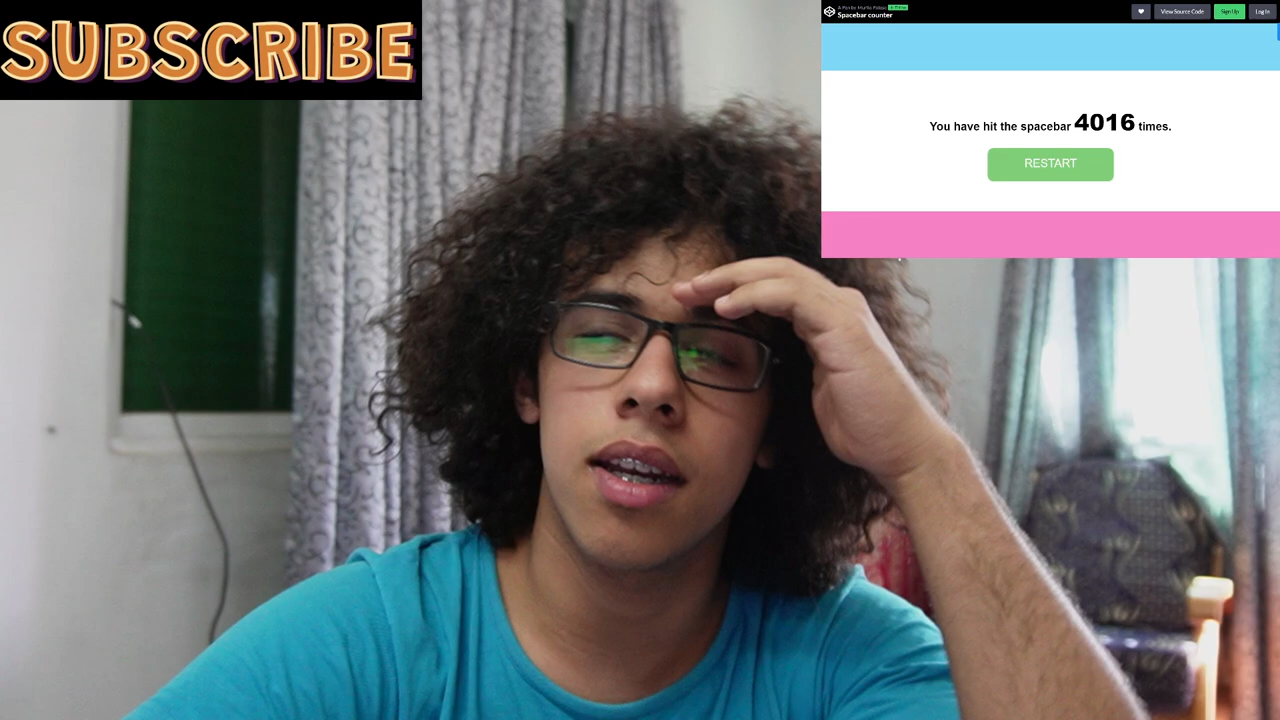 SUBSCRIBE
Spacebar counter
View Source Code
Sign Up
Log In
You have hit the spacebar 4016 times.
RESTART